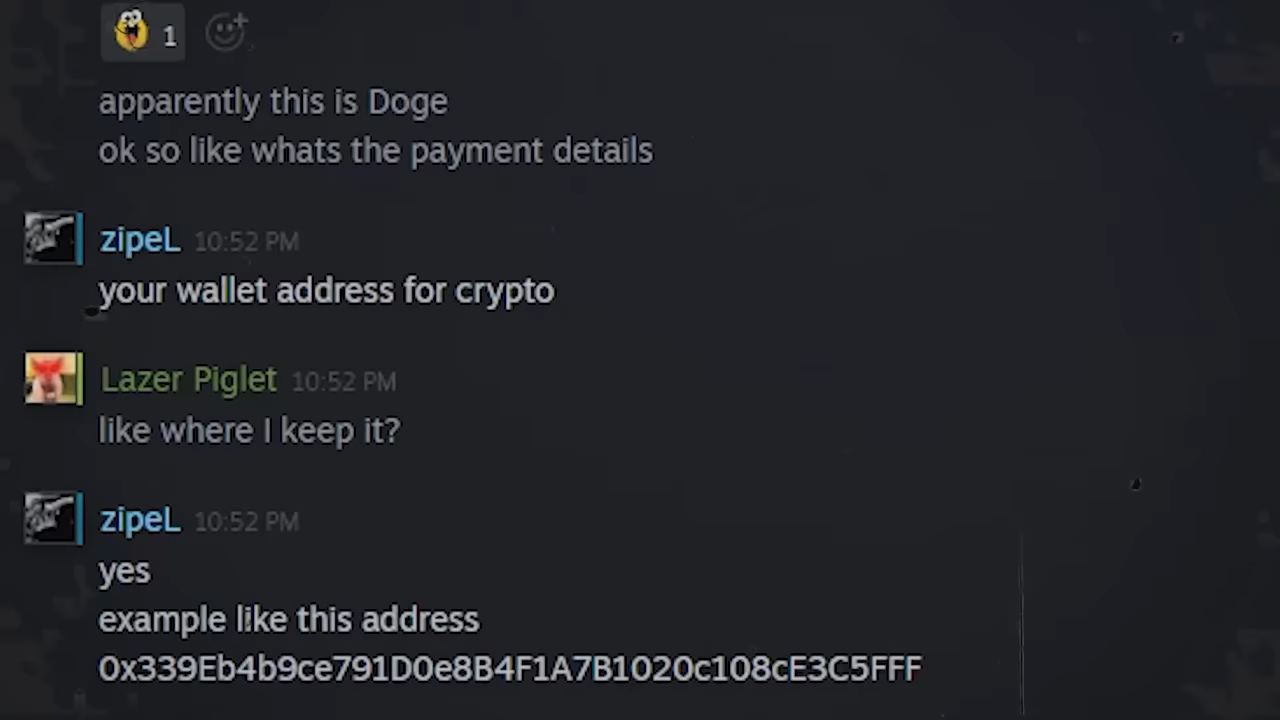 1
apparently this is Doge
ok so like whats the payment details
zipeL 10:52 PM
your wallet address for crypto
Lazer Piglet 10:52 PM
like where I keep it?
zipeL 10:52 PM
yes
example like this address
0x339Eb4b9ce791D0e8B4F1A7B1020c108cE3C5FFF